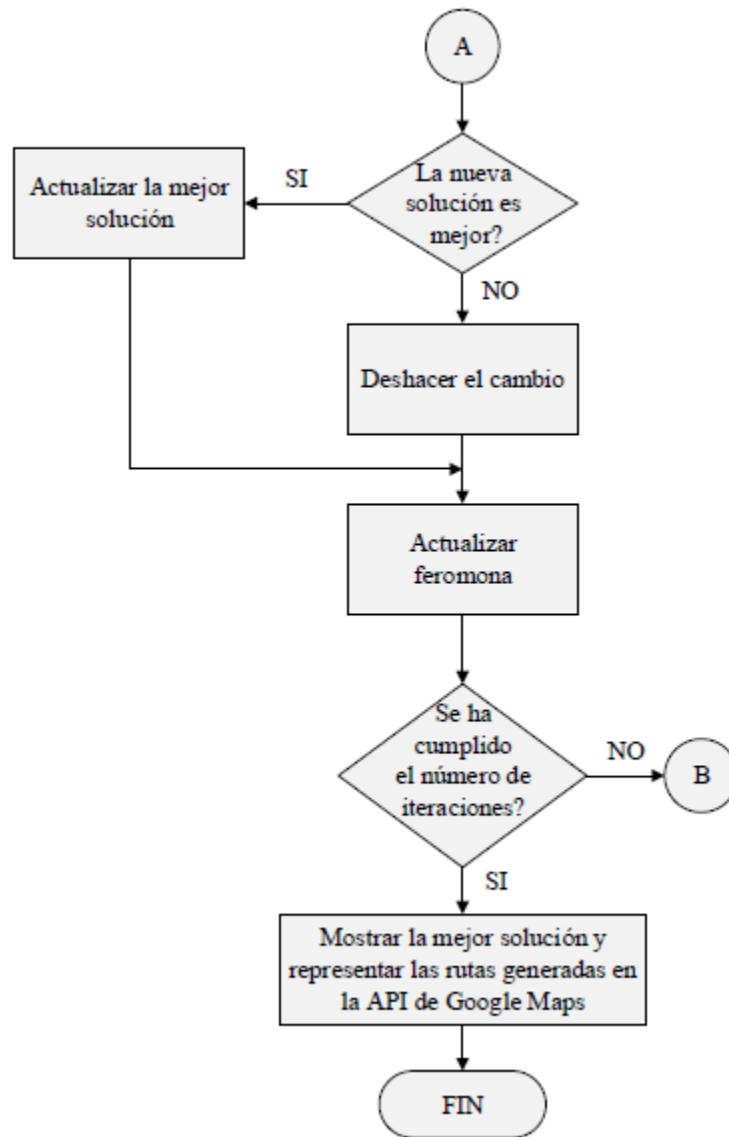 A
La nueva
solución es
mejor?
SI
Actualizar la mejor
solución
NO
Deshacer el cambio
Actualizar
feromona
Se ha
cumplido
el número de
iteraciones?
NO
B
SI
Mostrar la mejor solución y
representar las rutas generadas en
la API de Google Maps
FIN